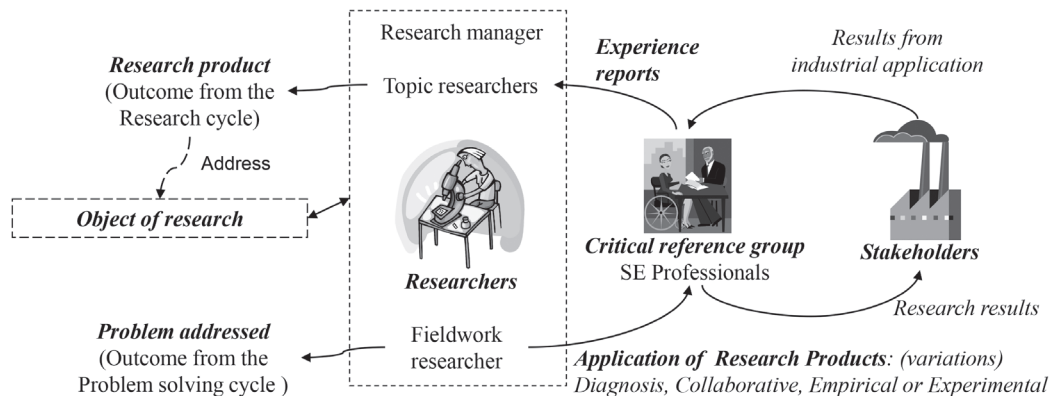 Research manager
Topic researchers
Research product
(Outcome from the
Research cycle)
Address
Object of research
Researchers
Problem addressed
(Outcome from the
Problem solving cycle )
Fieldwork
researcher
Experience
reports
Results from
industrial application
Critical reference group
SE Professionals
Stakeholders
Research results
Application of Research Products: (variations)
Diagnosis, Collaborative, Empirical or Experimental